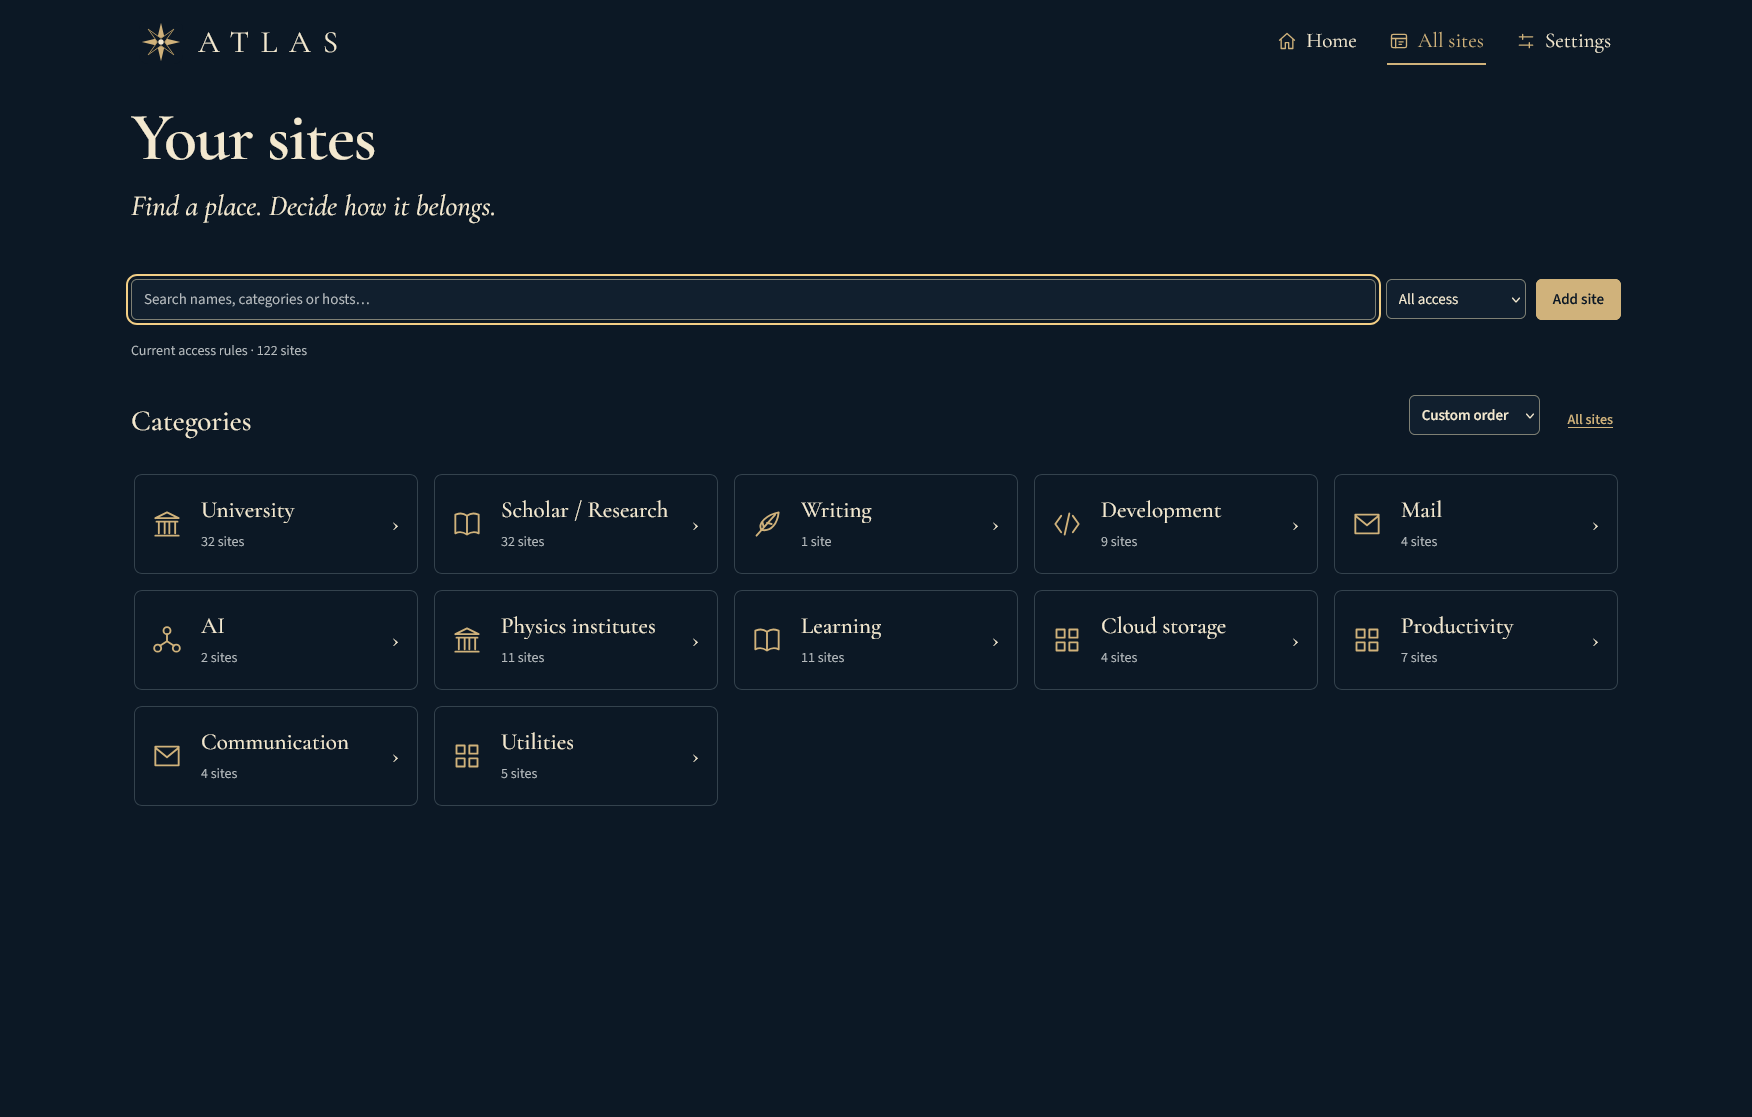 ATLAS
Home
All sites
Settings
Your sites
Find a place. Decide how it belongs.
Search names, categories or hosts...
All access
Add site
Current access rules · 122 sites
Categories
Custom order
All sites
University
32 sites
Scholar / Research
32 sites
Writing
1 site
Development
9 sites
Mail
4 sites
AI
2 sites
Physics institutes
11 sites
Learning
11 sites
Cloud storage
4 sites
Productivity
7 sites
Communication
4 sites
Utilities
5 sites